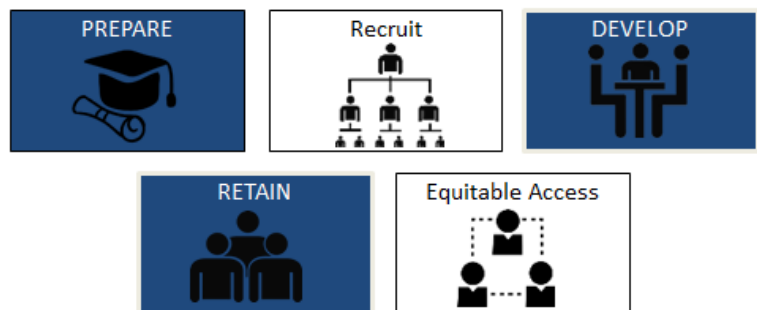 PREPARE
Recruit
DEVELOP
RETAIN
Equitable Access